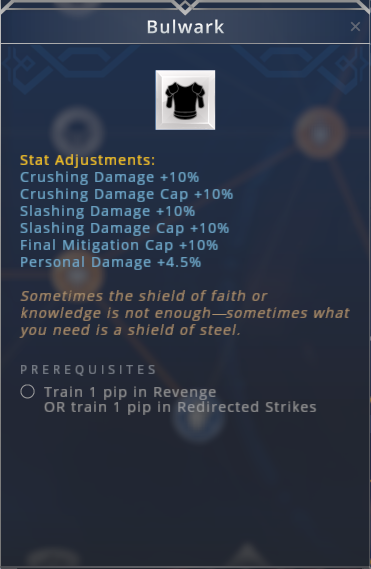 Bulwark
Stat Adjustments:
Crushing Damage +10%
Crushing Damage Cap +10%
Slashing Damage +10%
Slashing Damage Cap +10%
Final Mitigation Cap +10%
Personal Damage +4.5%
Sometimes the shield of faith or
knowledge is not enough—sometimes what
you need is a shield of steel.
PREREQUISITES
Train 1 pip in Revenge
OR train 1 pip in Redirected Strikes